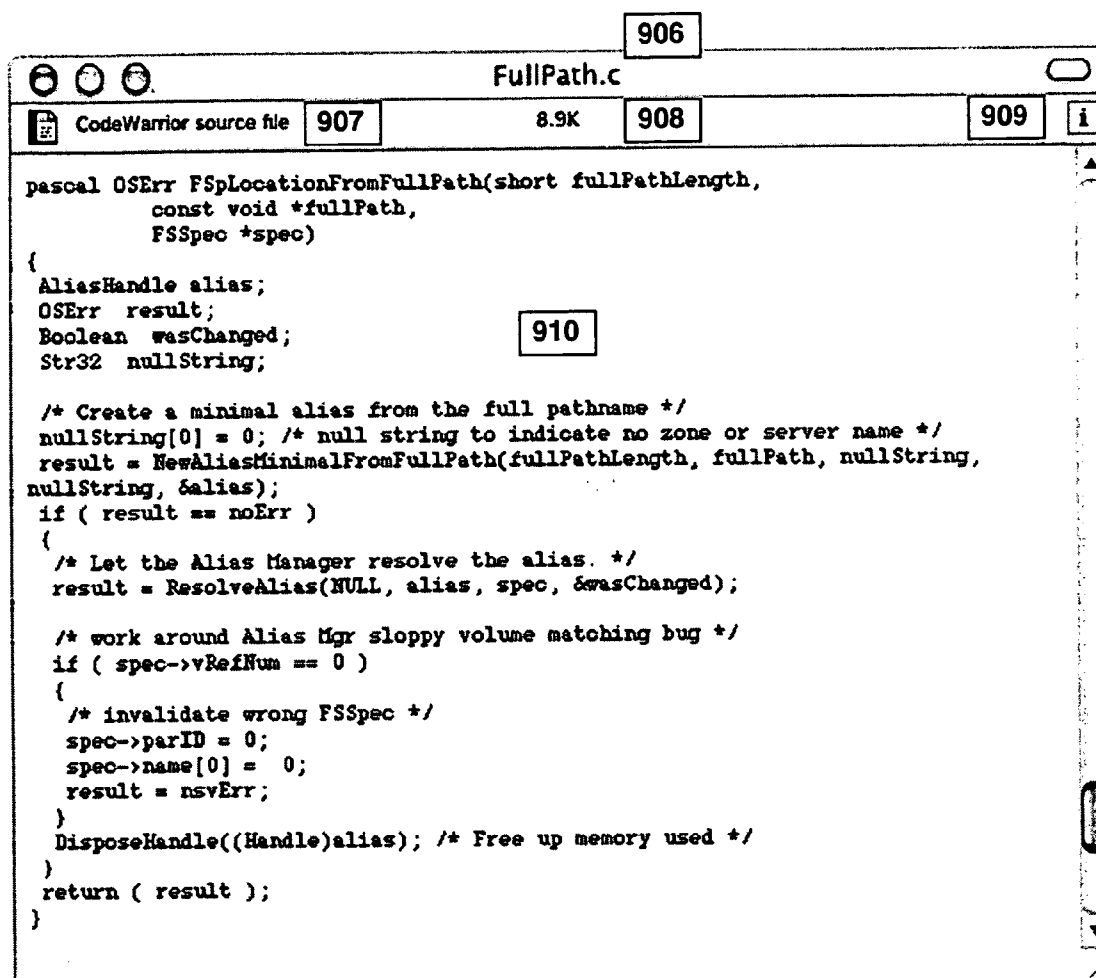 906
FullPath.c
CodeWarrior source file 907 8.9K 908 909 i
pascal OSErr FSpLocationFromFullPath(short fullPathLength,
const void *fullPath,
FSSpec *spec)
{
AliasHandle alias;
OSErr result;
Boolean wasChanged;
910
Str32 nullString;
/* Create a minimal alias from the full pathname */
nullString[0] = 0; /* null string to indicate no zone or server name */
result = NewAliasMinimalFromFullPath(fullPathLength, fullPath, nullString,
nullString, &alias);
if ( result == noErr )
{
/* Let the Alias Manager resolve the alias. */
result = ResolveAlias(NULL, alias, spec, &wasChanged);
/* work around Alias Mgr sloppy volume matching bug */
if ( spec->vRefNum == 0 )
{
/* invalidate wrong FSSpec */
spec->parID = 0;
spec->name[0] = 0;
result = nsvErr;
}
DisposeHandle((Handle)alias); /* Free up memory used */
}
return ( result );
}